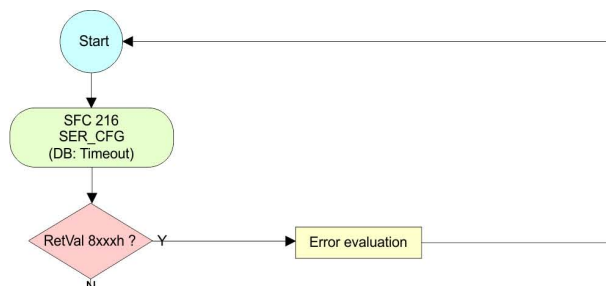 Start
SFC 216
SER_CFG
(DB: Timeout)
RetVal 8xxxh ?
Y
Error evaluation
N